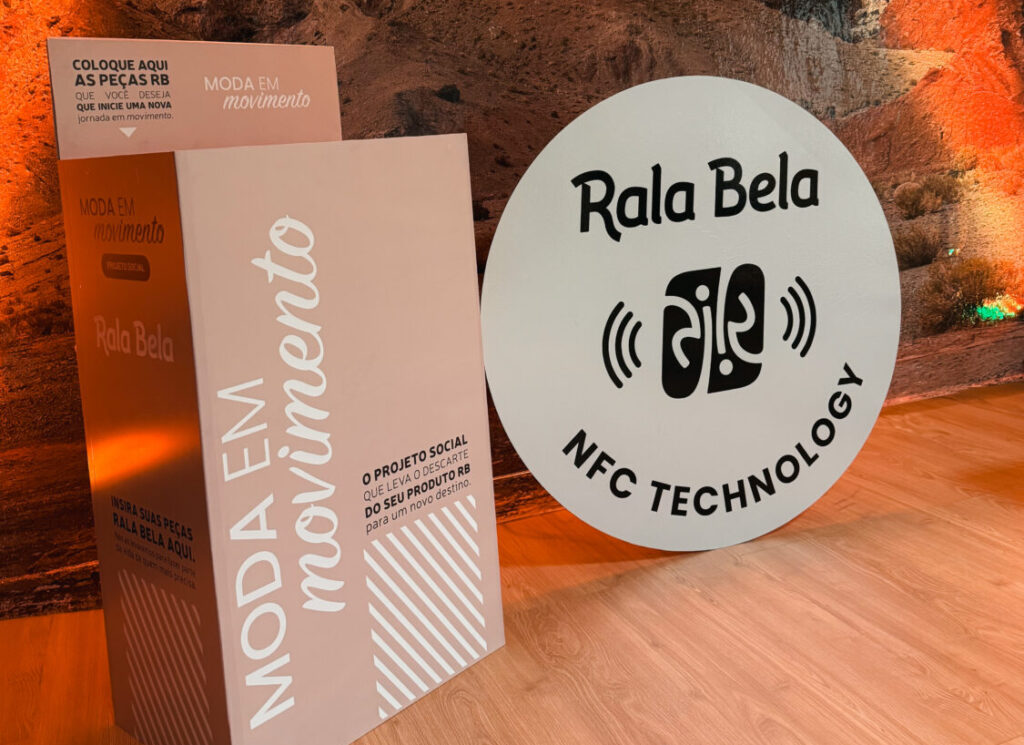 COLOQUE AQUI
AS PEÇAS RB
QUE VOCÊ DESEJA
QUE INICIE UMA NOVA
jornada em movimento.
MODA EM
movimento
MODA EM
movimento
PROJETO SOCIAL
Rala Bela
INSIRA SUAS PEÇAS
RALA BELA AQUI.
MODA EM
movimento
O PROJETO SOCIAL
QUE LEVA O DESCARTE
DO SEU PRODUTO RB
para um novo destino.
Rala Bela
NFC TECHNOLOGY